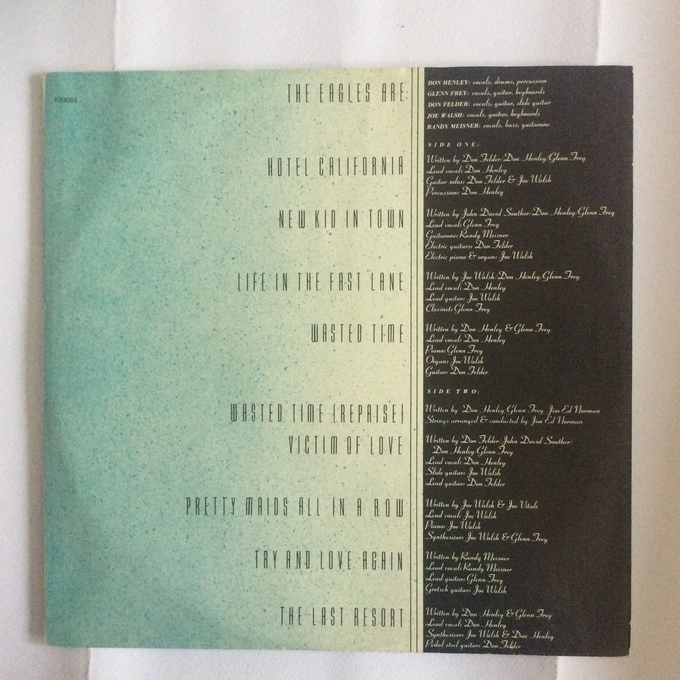 K53051
THE EAGLES ARE:
DON HENLEY: vocals, drums, percussion
GLENN FREY: vocals, guitar, keyboards
DON FELDER: vocals, guitar, slide guitar
JOE WALSH: vocals, guitar, keyboards
RANDY MEISNER: vocals, bass, guitarone
SIDE ONE:
HOTEL CALIFORNIA
Written by Don Felder/Don Henley/Glenn Frey
Lead vocal: Don Henley
Guitar solos: Don Felder & Joe Walsh
Percussion: Don Henley
NEW KID IN TOWN
Written by John David Souther/Don Henley/Glenn Frey
Lead vocal: Glenn Frey
Guitarone: Randy Meisner
Electric guitars: Don Felder
Electric piano & organ: Joe Walsh
LIFE IN THE FAST LANE
Written by Joe Walsh/Don Henley/Glenn Frey
Lead vocal: Don Henley
Lead guitar: Joe Walsh
Clavinet: Glenn Frey
WASTED TIME
Written by Don Henley & Glenn Frey
Lead vocal: Don Henley
Piano: Glenn Frey
Organ: Joe Walsh
Guitar: Don Felder
SIDE TWO:
WASTED TIME (REPRISE)
Written by Don Henley/Glenn Frey/Jim Ed Norman
Strings arranged & conducted by Jim Ed Norman
VICTIM OF LOVE
Written by Don Felder/John David Souther/
Don Henley/Glenn Frey
Lead vocal: Don Henley
Slide guitar: Joe Walsh
Lead guitar: Don Felder
PRETTY MAIDS ALL IN A ROW
Written by Joe Walsh & Joe Vitale
Lead vocal: Joe Walsh
Piano: Joe Walsh
Synthesizer: Joe Walsh & Glenn Frey
TRY AND LOVE AGAIN
Written by Randy Meisner
Lead vocal: Randy Meisner
Lead guitar: Glenn Frey
Gretsch guitar: Joe Walsh
THE LAST RESORT
Written by Don Henley & Glenn Frey
Lead vocal: Don Henley
Synthesizer: Joe Walsh & Don Henley
Pedal steel guitar: Don Felder